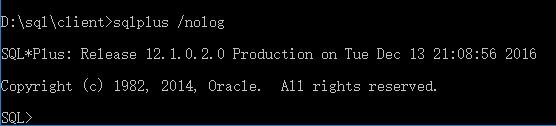 D:\sql\client>sqlplus /nolog
SQL*Plus: Release 12.1.0.2.0 Production on Tue Dec 13 21:08:56 2016
Copyright (c) 1982, 2014, Oracle.  All rights reserved.
SQL>